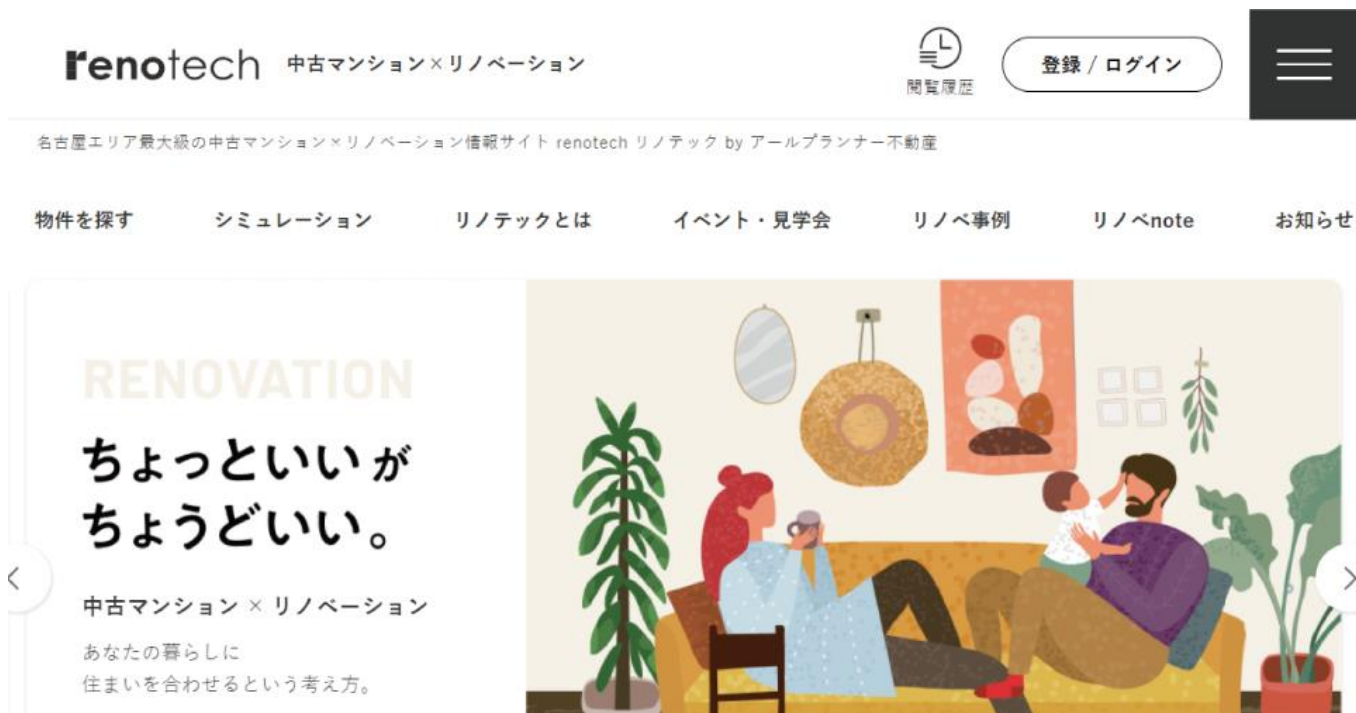 renotech 中古マンション×リノベーション
閲覧履歴
登録 / ログイン
名古屋エリア最大級の中古マンション×リノベーション情報サイト renotech リノテック by アールプランナー不動産
物件を探す シミュレーション リノテックとは イベント・見学会 リノベ事例 リノベnote お知らせ
RENOVATION
ちょっといいが
ちょうどいい。
中古マンション × リノベーション
あなたの暮らしに
住まいを合わせるという考え方。